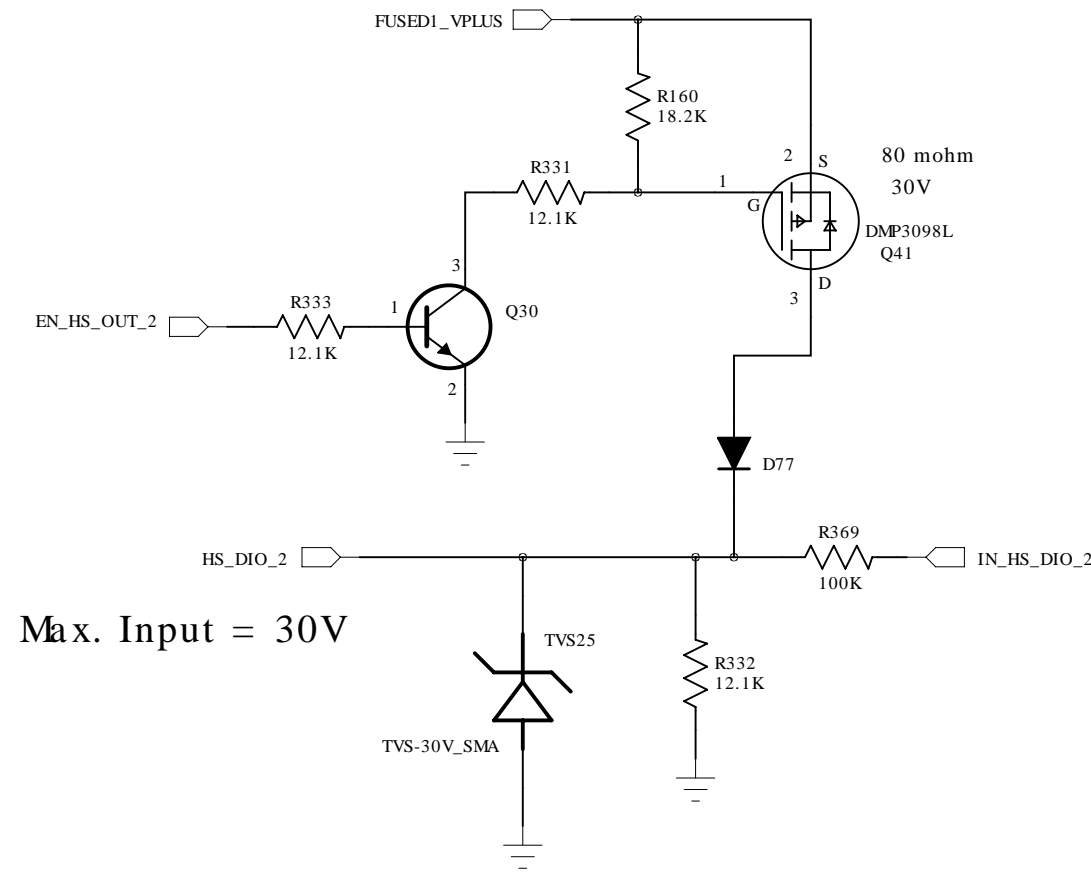 FUSED1_VPLUS
R160
18.2K
2
S
80 mohm
30V
R331
12.1K
1
G
DMP3098L
Q41
3
D
3
R333
12.1K
1
Q30
EN_HS_OUT_2
2
D77
HS_DIO_2
R369
100K
IN_HS_DIO_2
Max. Input = 30V
TVS25
R332
12.1K
TVS-30V_SMA